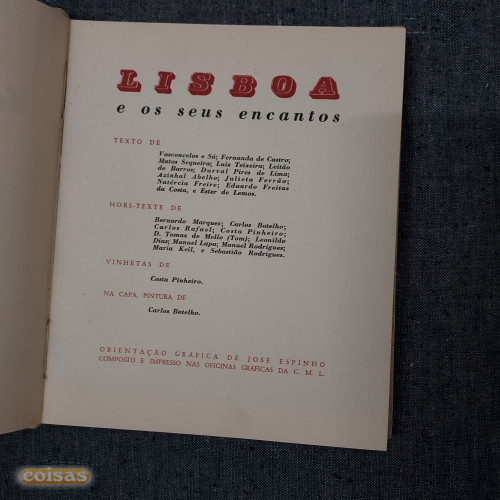 LISBOA
e os seus encantos
TEXTO DE
Vasconcelos e Sá; Fernanda de Castro;
Matos Sequeira; Luís Teixeira; Leitão
de Barros; Durval Pires de Lima;
Azinhal Abelho; Julieta Ferrão;
Natércia Freire; Eduardo Freitas
da Costa, e Ester de Lemos.
HORS-TEXTE DE
Bernardo Marques; Carlos Botelho;
Carlos Rafael; Costa Pinheiro;
D. Tomas de Mello (Tom); Leonildo
Dias; Manuel Lapa; Manuel Rodrigues;
Maria Keil, e Sebastião Rodrigues.
VINHETAS DE
Costa Pinheiro.
NA CAPA, PINTURA DE
Carlos Botelho.
ORIENTAÇÃO GRÁFICA DE JOSÉ ESPINHO
COMPOSTO E IMPRESSO NAS OFICINAS GRÁFICAS DA C. M. L.
coisas